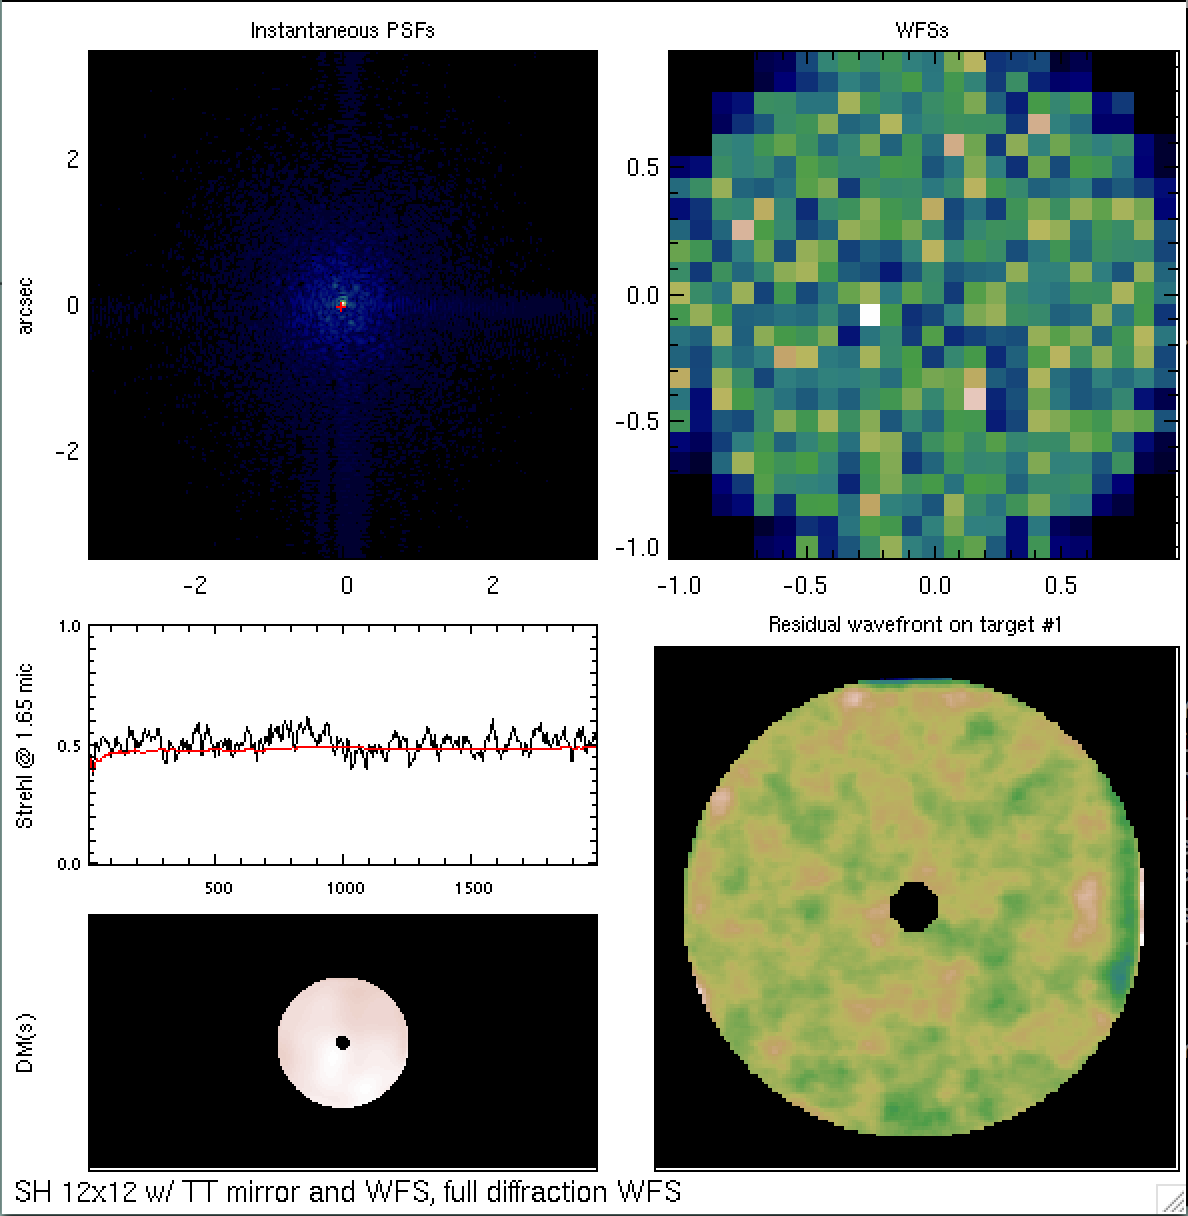 Instantaneous PSFs
WFSs
arcsec
2
0
-2
-2 0 2
0.5
0.0
-0.5
-1.0
-1.0 -0.5 0.0 0.5
Strehl @ 1.65 mic
1.0
0.5
0.0
500 1000 1500
Residual wavefront on target #1
DM(s)
SH 12x12 w/ TT mirror and WFS, full diffraction WFS